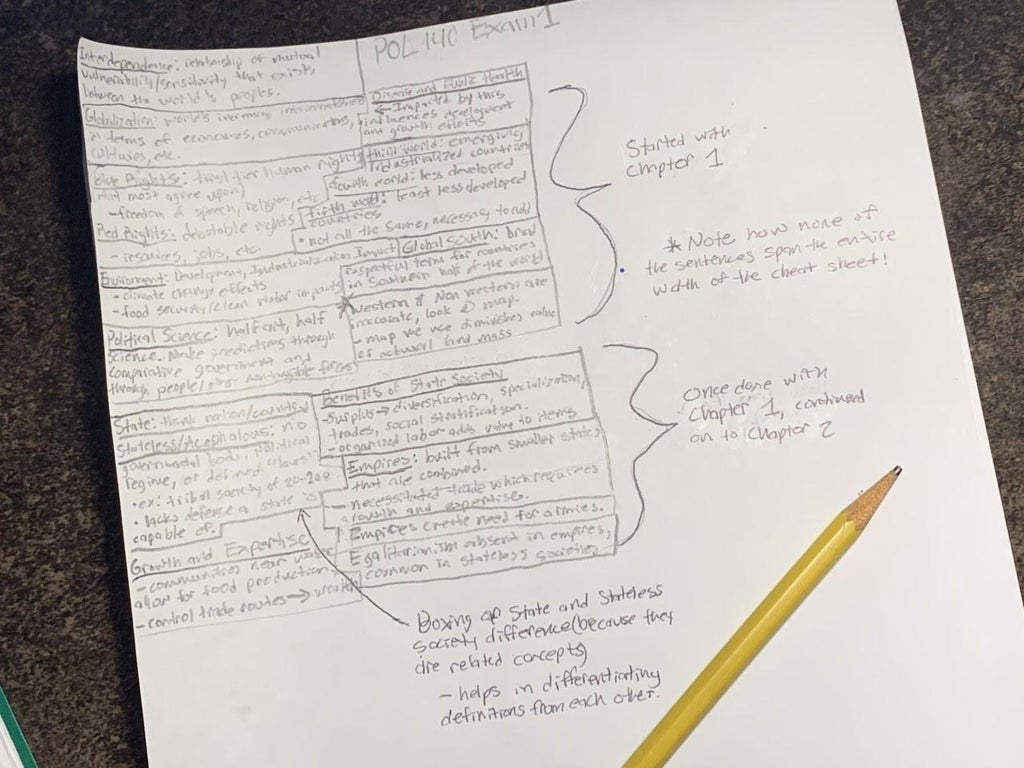 POL 140 Exam 1
Interdependence: relationship of mutual
vulnerability/sensitivity that exists
between the world's peoples.
Globalization: world's increasing interconnectedness
in terms of economies, communications,
cultures, etc.
Blue Rights: first tier human rights
that most agree upon
- freedom of speech, religion, etc.
Red Rights: debatable rights
- resources, jobs, etc.
Environment: Development, Industrialization Impact
- climate change effects
- food security/clean water impacts
Political Science: half art, half
science. Make predictions through
comparative government and
through people/
Disease and Public Health
← Impacted by this
influences development
and growth efforts
third world: emerging
industrialized countries
fourth world: less developed
fifth world: least less developed
countries
• not all the same, necessary to add
Global South: broad
respectful term for countries
in Southern half of the world
* Western & Non Western are
inaccurate, look @ map.
- map we use diminishes value
of actual land mass
State: nation/country
Stateless/Acephalous: no
governmental body, political
regime, or defined
• ex: tribal society of 20-200
• lacks defense a state is
capable of.
Growth and Expertise
- communities near water
allow for food production
- control trade routes → wealth
Benefits of State Society
- Surplus → diversification, specialization,
trades, social stratification.
- organized labor adds value to items
Empires: built from smaller states
that are combined.
- necessitated trade which requires
growth and expertise.
Empires create need for armies.
Egalitarianism absent in empires,
common in stateless societies
Started with
Chapter 1
* Note how none of
the sentences span the entire
width of the cheat sheet!
Once done with
Chapter 1, continued
on to Chapter 2
Boxing of State and Stateless
society difference (because they
are related concepts)
- helps in differentiating
definitions from each other.